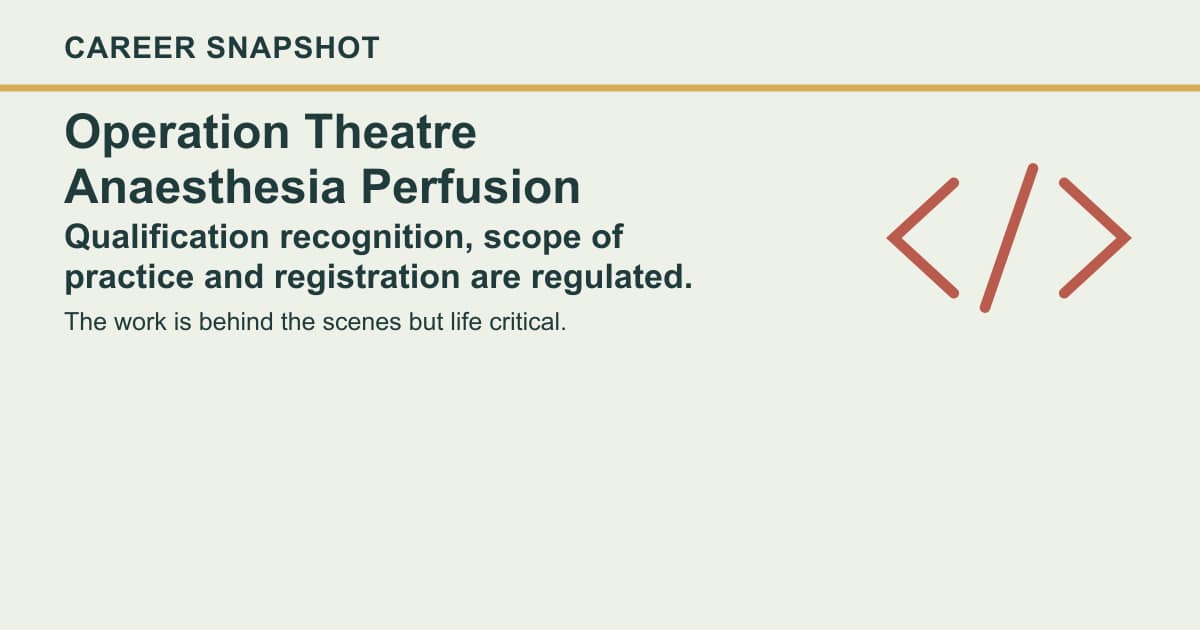 CAREER SNAPSHOT
Operation Theatre
Anaesthesia Perfusion
Qualification recognition, scope of
practice and registration are regulated.
The work is behind the scenes but life critical.